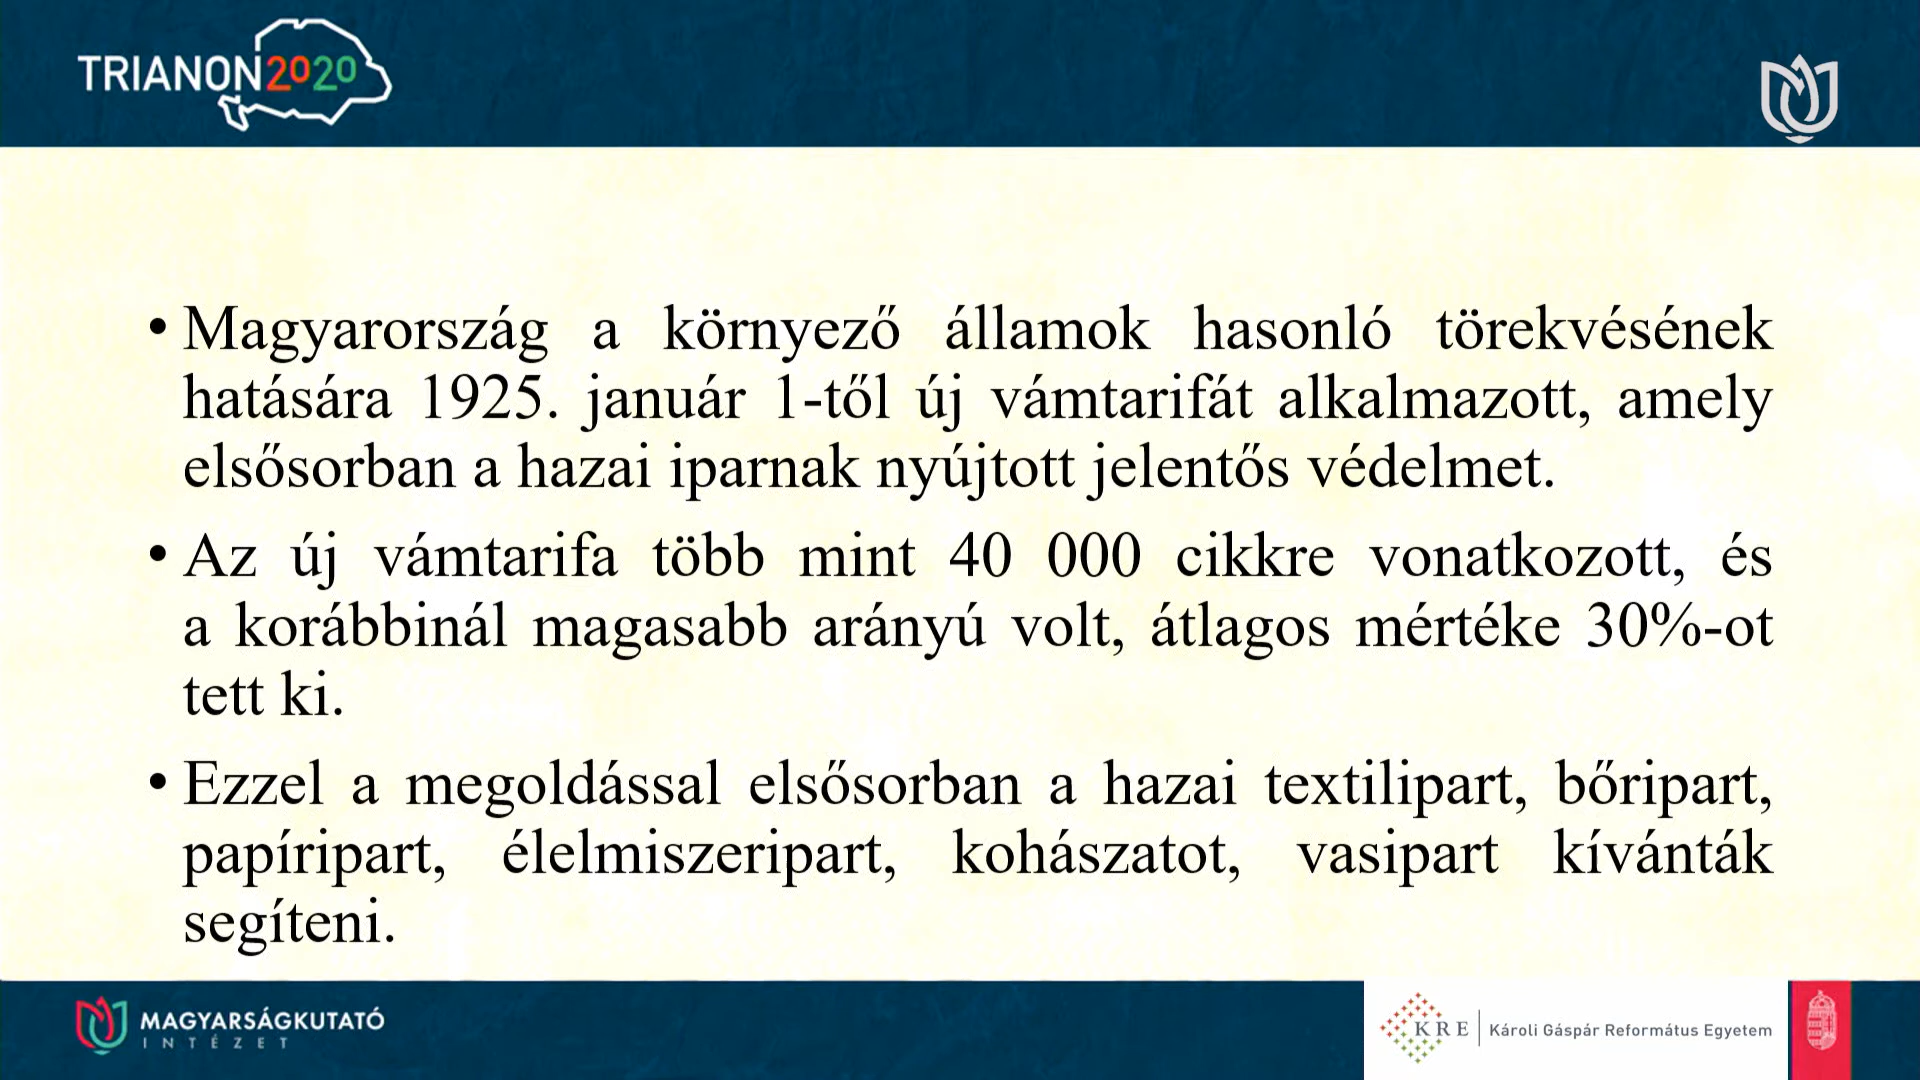 TRIANON2020
• Magyarország a környező államok hasonló törekvésének
hatására 1925. január 1-től új vámtarifát alkalmazott, amely
elsősorban a hazai iparnak nyújtott jelentős védelmet.
• Az új vámtarifa több mint 40 000 cikkre vonatkozott, és
a korábbinál magasabb arányú volt, átlagos mértéke 30%-ot
tett ki.
• Ezzel a megoldással elsősorban a hazai textilipart, bőripart,
papíripart, élelmiszeripart, kohászatot, vasipart kívánták
segíteni.
MAGYARSÁGKUTATÓ
INTÉZET
KRE | Károli Gáspár Református Egyetem